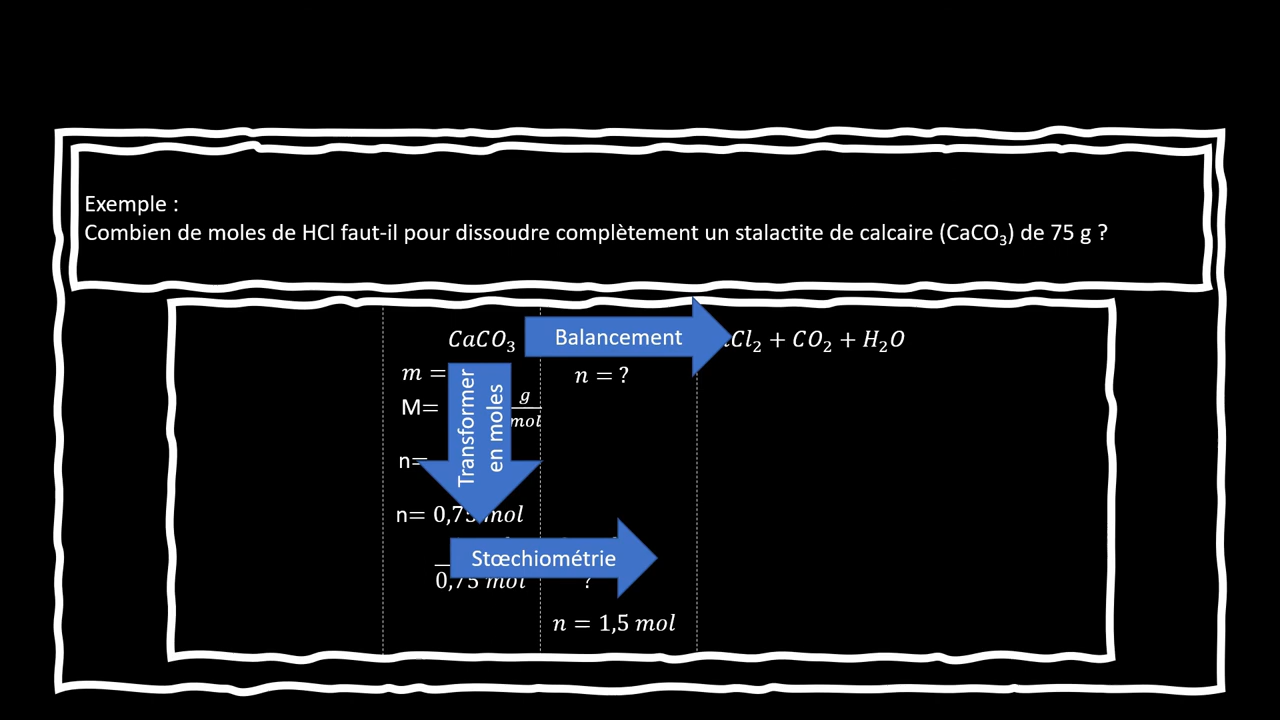 Exemple :
Combien de moles de HCl faut-il pour dissoudre complètement un stalactite de calcaire (CaCO₃) de 75 g ?
CaCO₃ Balancement Cl₂ + CO₂ + H₂O
m = n = ?
M= g/mol
Transformer
en moles
n=
n= 0,75 mol
Stœchiométrie
0,75 mol ?
n = 1,5 mol